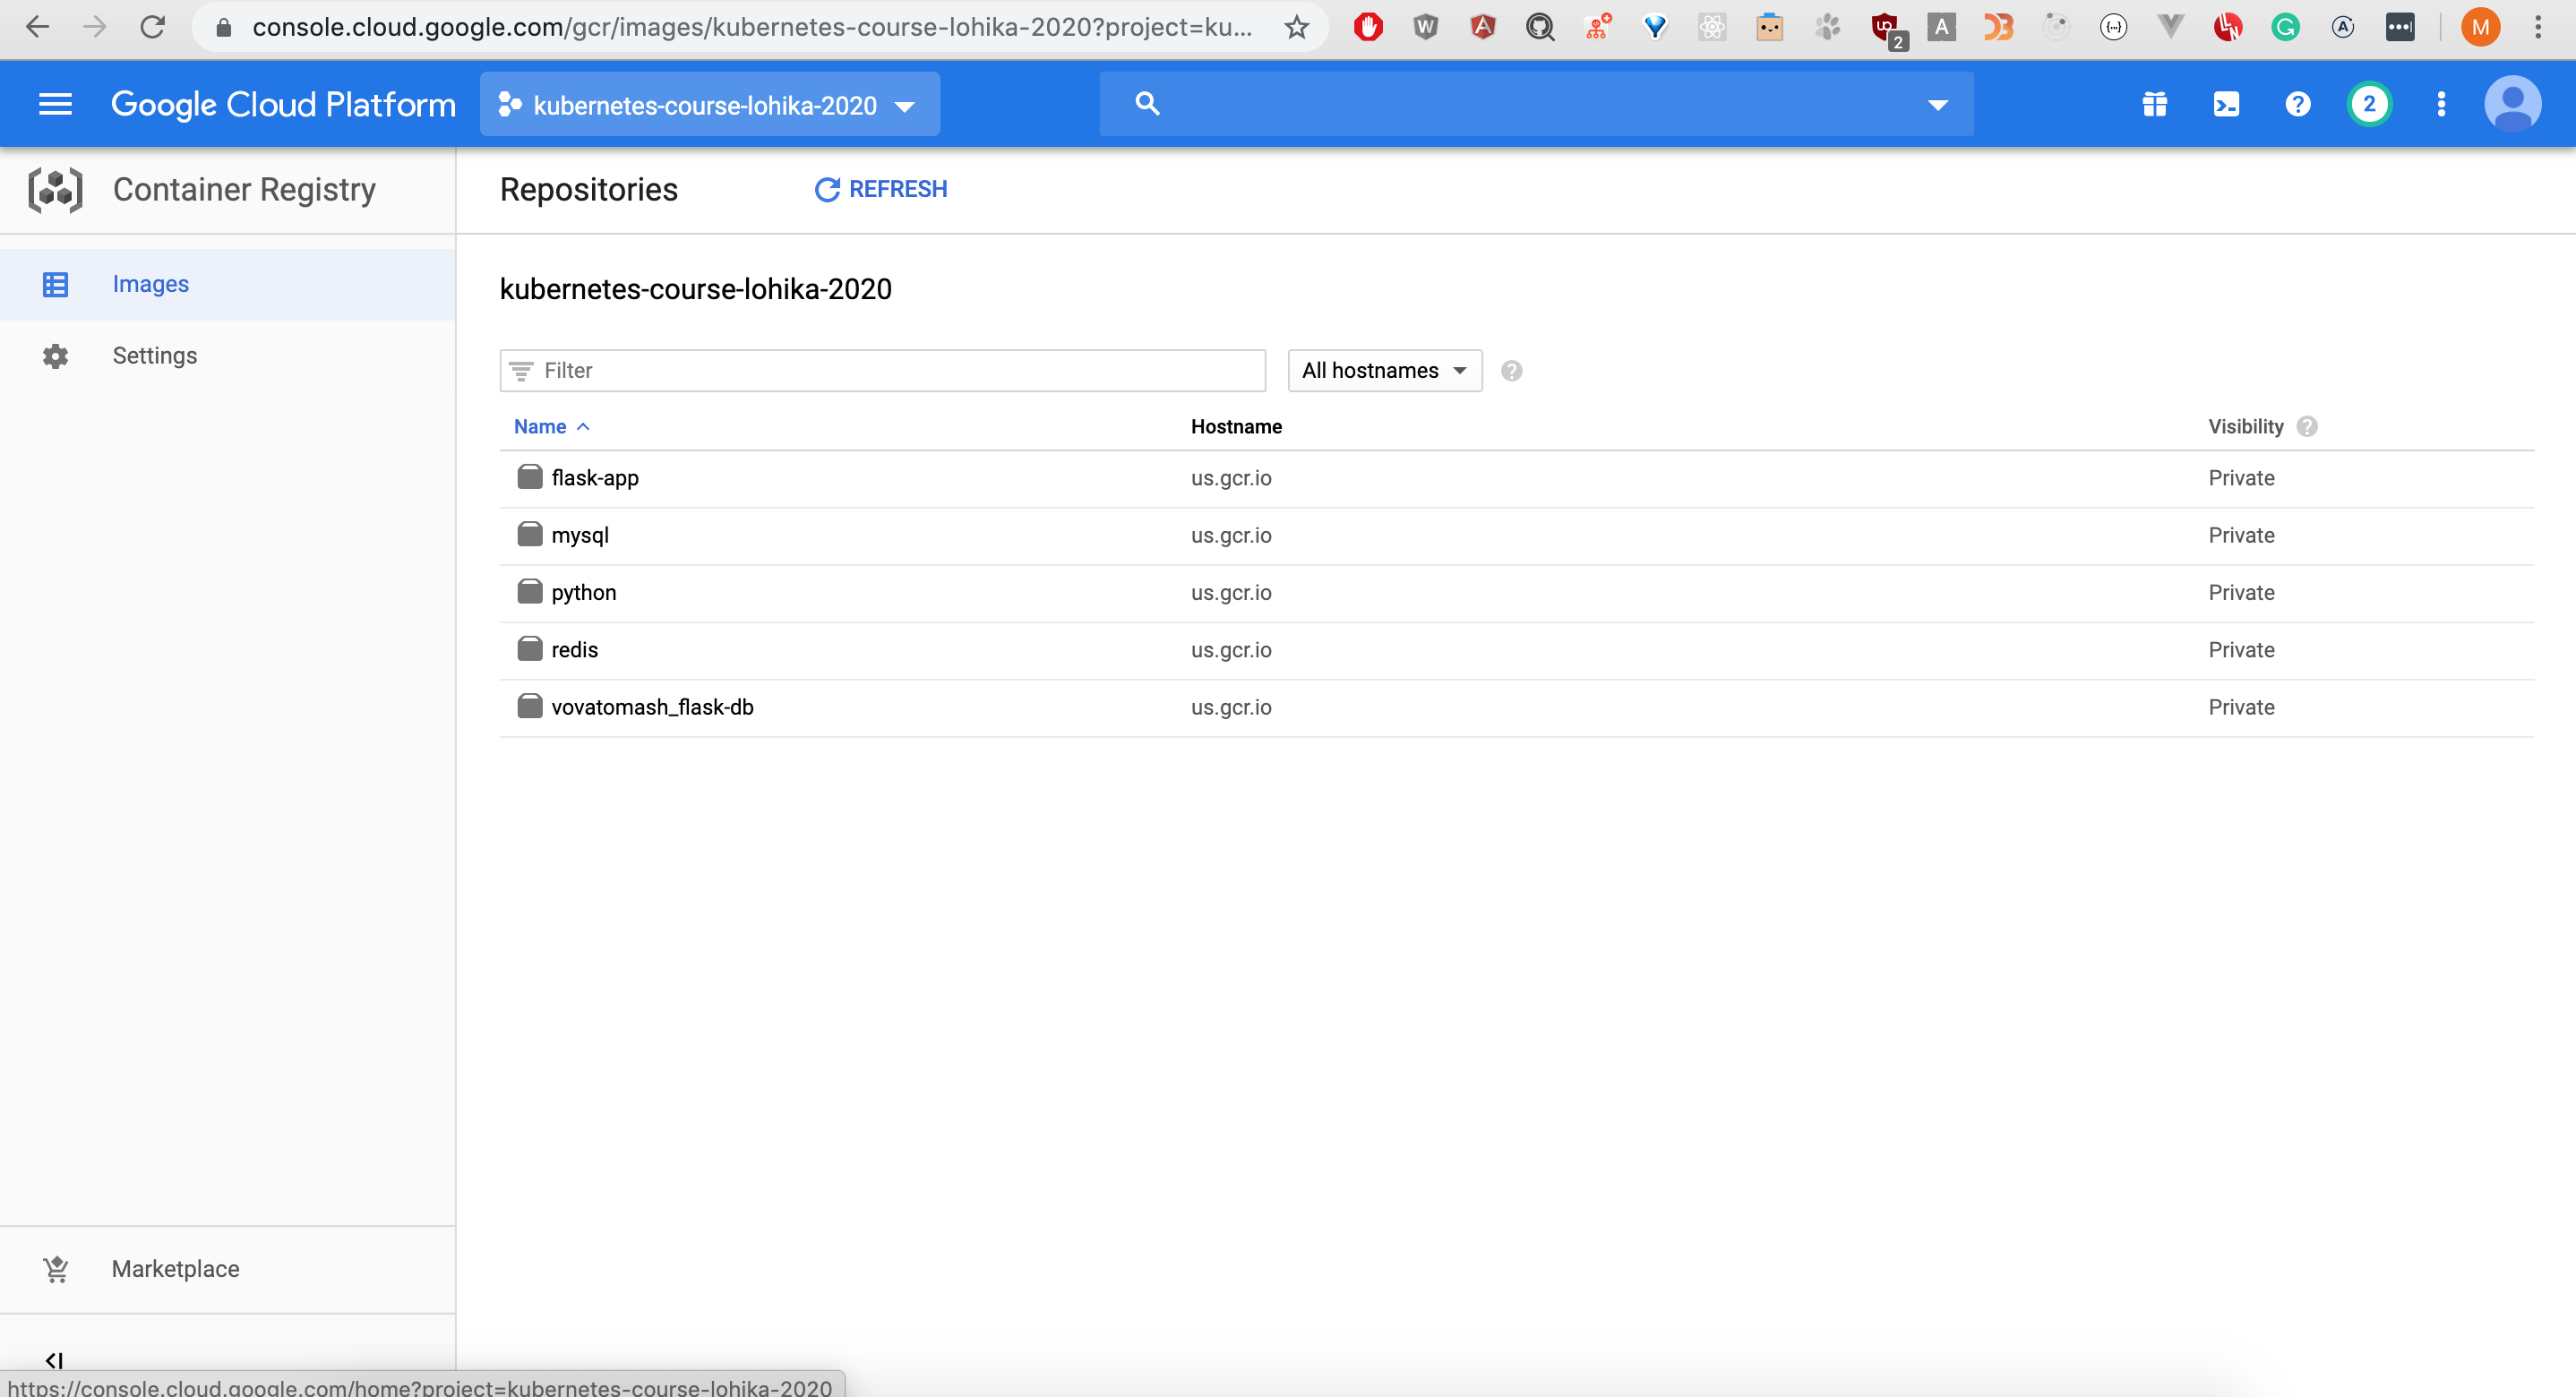 console.cloud.google.com/gcr/images/kubernetes-course-lohika-2020?project=ku...
W
A
UD
2
A
{--}
LN
G
A
M
Google Cloud Platform
kubernetes-course-lohika-2020
2
Container Registry
Repositories
REFRESH
Images
Settings
kubernetes-course-lohika-2020
Filter
All hostnames
?
Name
Hostname
Visibility ?
flask-app us.gcr.io Private
mysql us.gcr.io Private
python us.gcr.io Private
redis us.gcr.io Private
vovatomash_flask-db us.gcr.io Private
Marketplace
https://console.cloud.google.com/home?project=kubernetes-course-lohika-2020